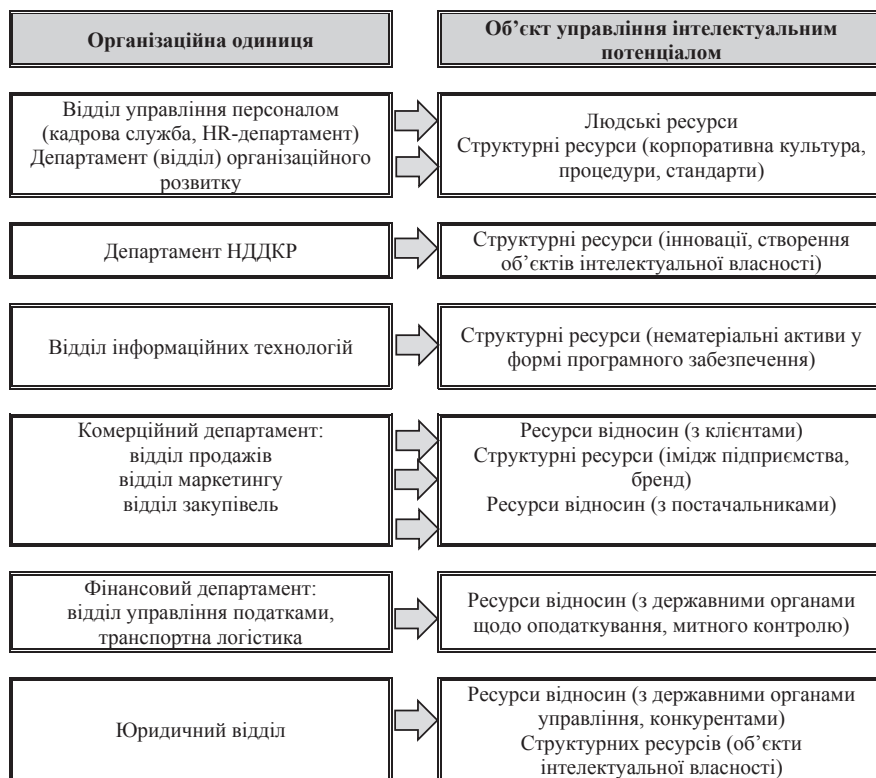 Організаційна одиниця
Об’єкт управління інтелектуальним
потенціалом
Відділ управління персоналом
(кадрова служба, HR-департамент)
Департамент (відділ) організаційного
розвитку
Людські ресурси
Структурні ресурси (корпоративна культура,
процедури, стандарти)
Департамент НДДКР
Структурні ресурси (інновації, створення
об’єктів інтелектуальної власності)
Відділ інформаційних технологій
Структурні ресурси (нематеріальні активи у
формі програмного забезпечення)
Комерційний департамент:
відділ продажів
відділ маркетингу
відділ закупівель
Ресурси відносин (з клієнтами)
Структурні ресурси (імідж підприємства,
бренд)
Ресурси відносин (з постачальниками)
Фінансовий департамент:
відділ управління податками,
транспортна логістика
Ресурси відносин (з державними органами
щодо оподаткування, митного контролю)
Юридичний відділ
Ресурси відносин (з державними органами
управління, конкурентами)
Структурних ресурсів (об’єкти
інтелектуальної власності)